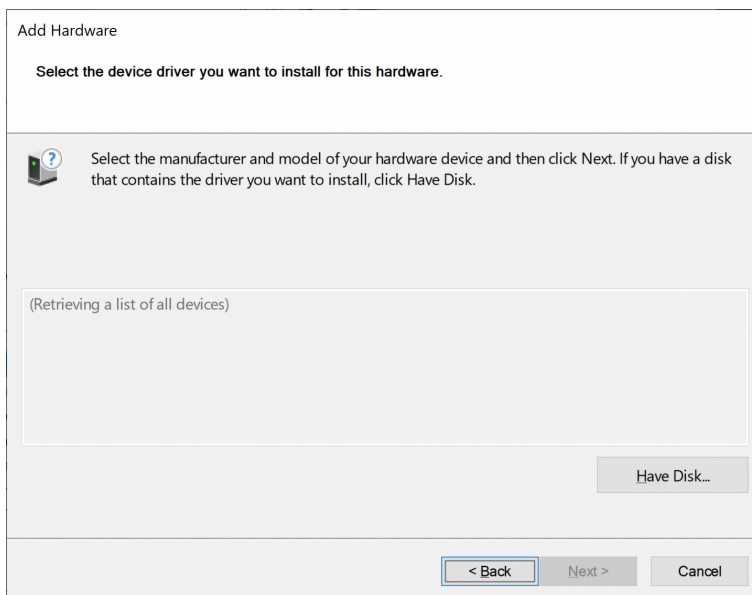 Add Hardware
Select the device driver you want to install for this hardware.
?
Select the manufacturer and model of your hardware device and then click Next. If you have a disk
that contains the driver you want to install, click Have Disk.
(Retrieving a list of all devices)
Have Disk...
< Back
Next >
Cancel